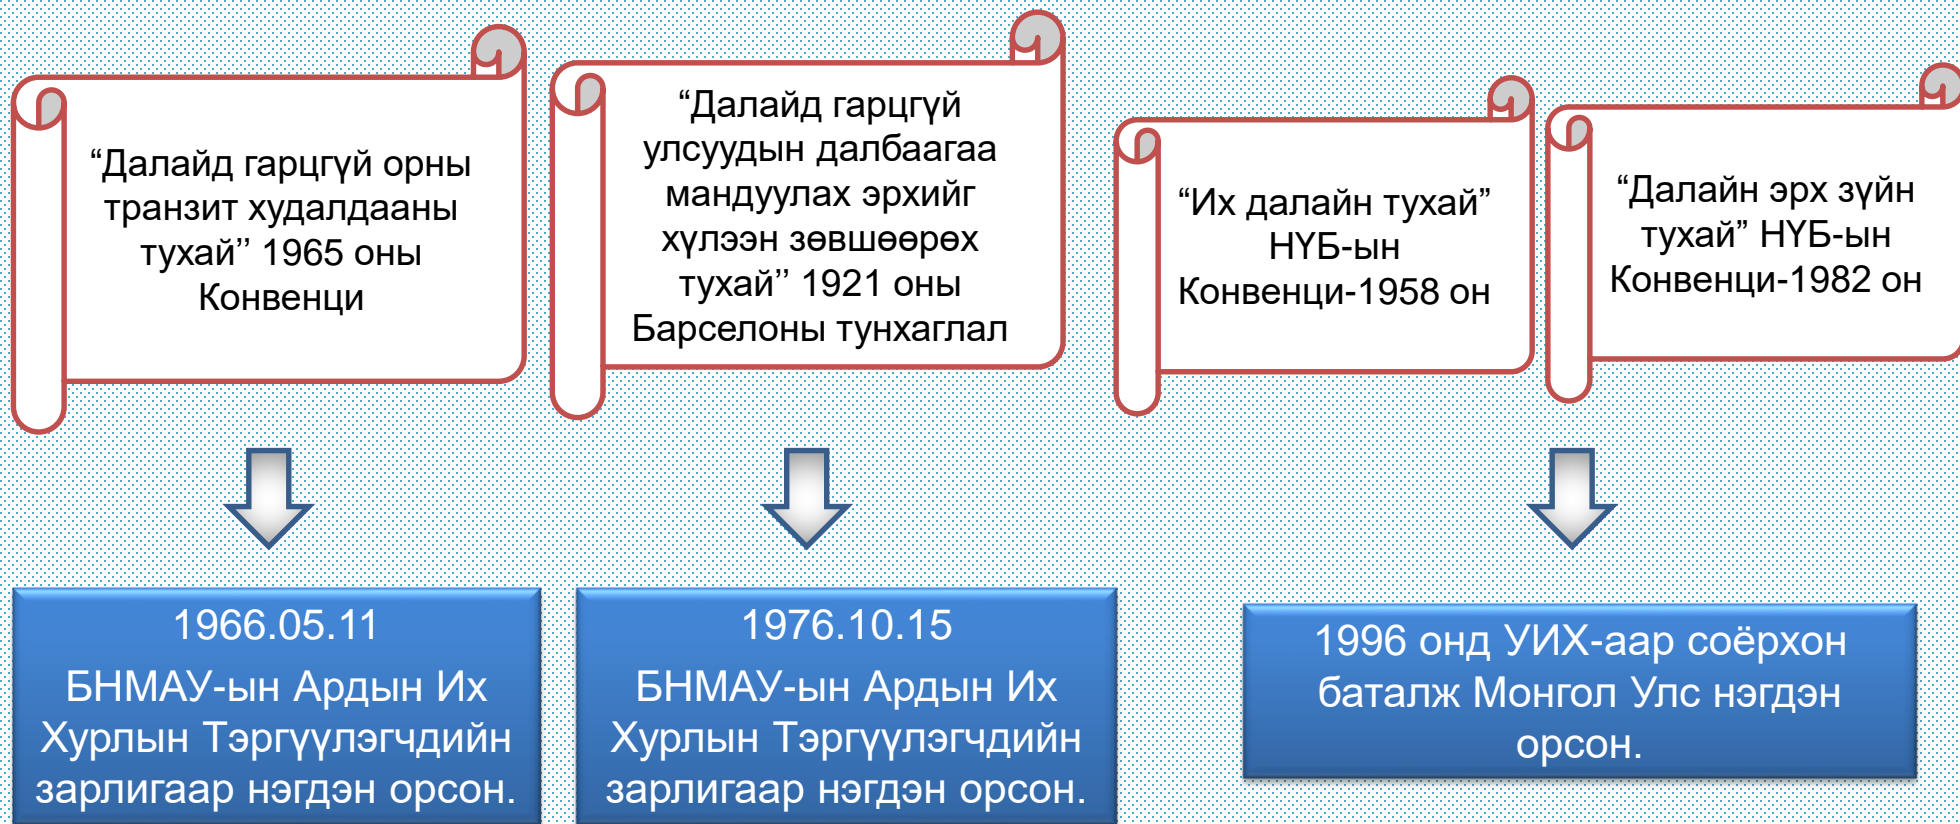 “Далайд гарцгүй орны
транзит худалдааны
тухай’’ 1965 оны
Конвенци
“Далайд гарцгүй
улсуудын далбаагаа
мандуулах эрхийг
хүлээн зөвшөөрөх
тухай’’ 1921 оны
Барселоны тунхаглал
“Их далайн тухай”
НҮБ-ын
Конвенци-1958 он
“Далайн эрх зүйн
тухай” НҮБ-ын
Конвенци-1982 он
1966.05.11
БНМАУ-ын Ардын Их
Хурлын Тэргүүлэгчдийн
зарлигаар нэгдэн орсон.
1976.10.15
БНМАУ-ын Ардын Их
Хурлын Тэргүүлэгчдийн
зарлигаар нэгдэн орсон.
1996 онд УИХ-аар соёрхон
баталж Монгол Улс нэгдэн
орсон.